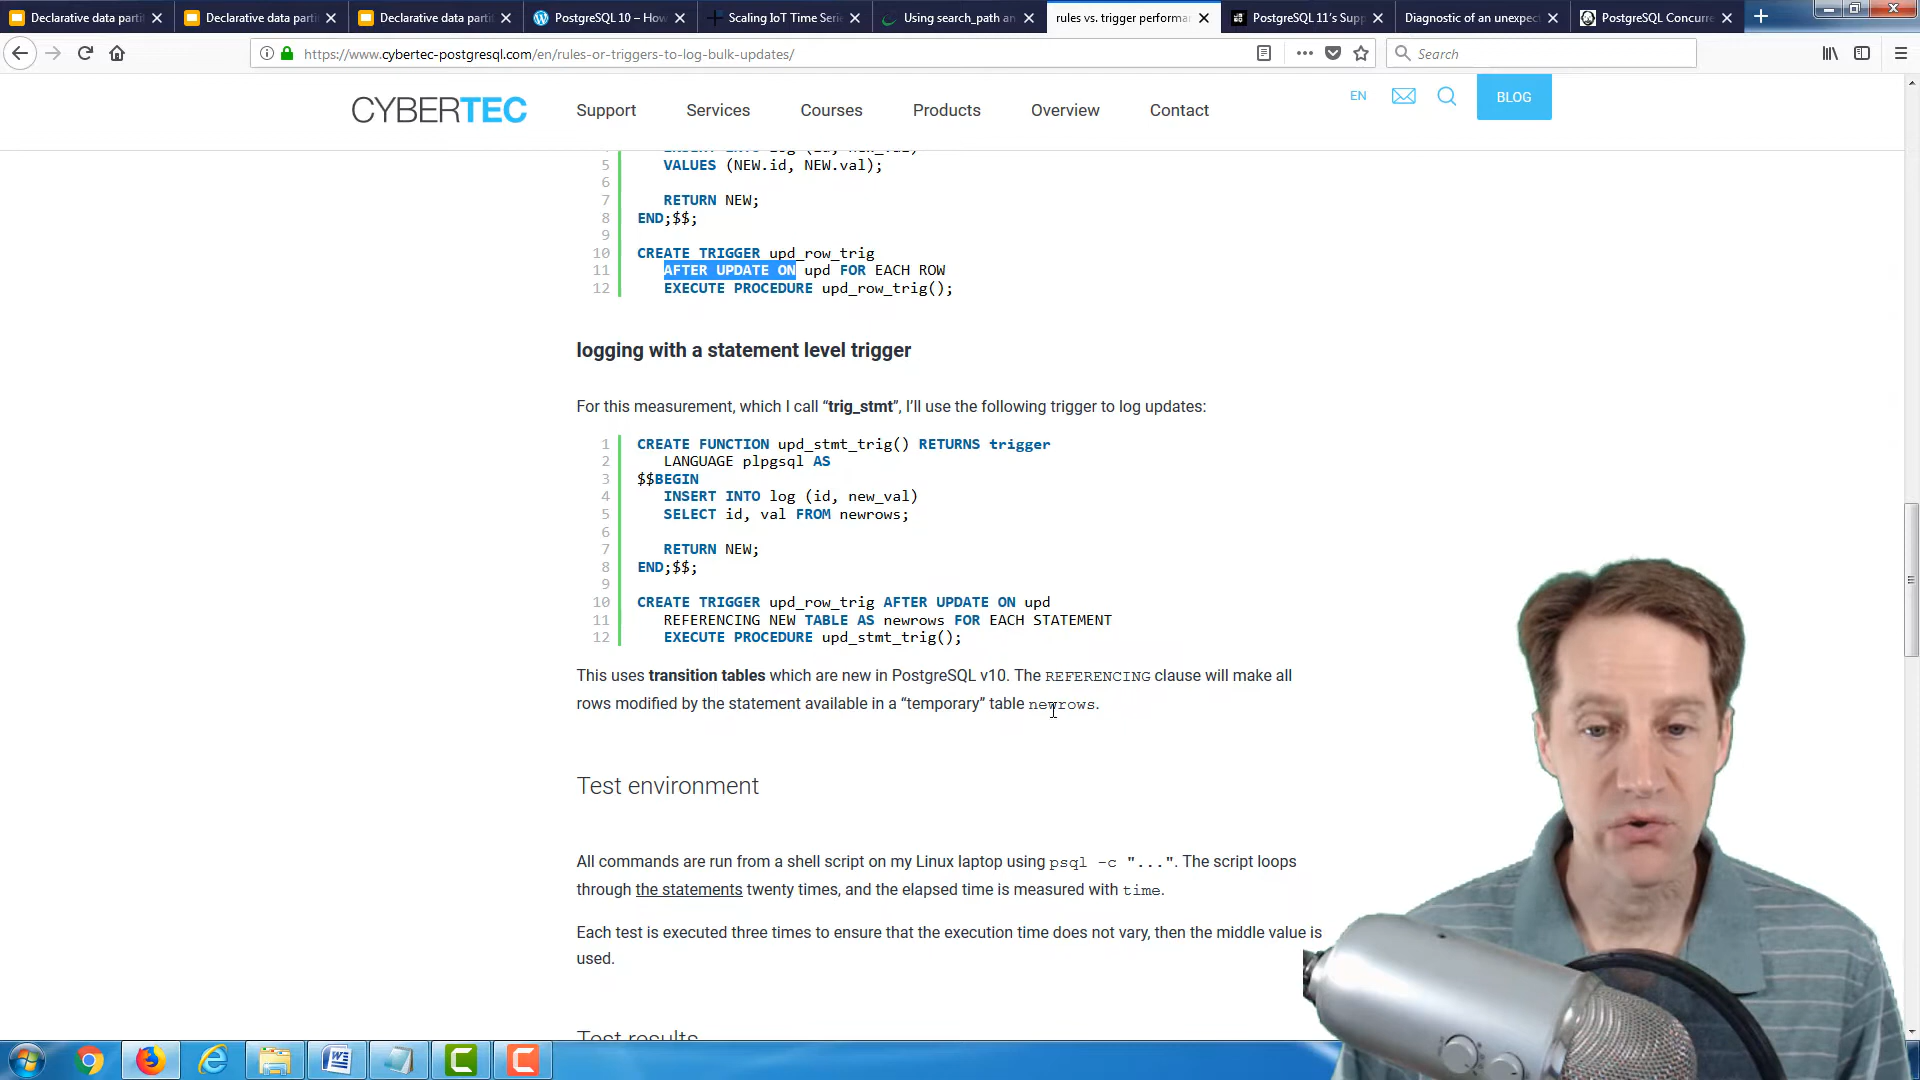 Declarative data parti
Declarative data parti
Declarative data parti
PostgreSQL 10 – How
Scaling IoT Time Seri
Using search_path an
rules vs. trigger performa
PostgreSQL 11's Supp
Diagnostic of an unexpect
PostgreSQL Concurre
https://www.cybertec-postgresql.com/en/rules-or-triggers-to-log-bulk-updates/
Search
CYBERTEC
Support
Services
Courses
Products
Overview
Contact
EN
BLOG
5 VALUES (NEW.id, NEW.val);
6
7 RETURN NEW;
8 END;$$;
9
10 CREATE TRIGGER upd_row_trig
11 AFTER UPDATE ON upd FOR EACH ROW
12 EXECUTE PROCEDURE upd_row_trig();
logging with a statement level trigger
For this measurement, which I call “trig_stmt”, I’ll use the following trigger to log updates:
1 CREATE FUNCTION upd_stmt_trig() RETURNS trigger
2 LANGUAGE plpgsql AS
3 $$BEGIN
4 INSERT INTO log (id, new_val)
5 SELECT id, val FROM newrows;
6
7 RETURN NEW;
8 END;$$;
9
10 CREATE TRIGGER upd_row_trig AFTER UPDATE ON upd
11 REFERENCING NEW TABLE AS newrows FOR EACH STATEMENT
12 EXECUTE PROCEDURE upd_stmt_trig();
This uses transition tables which are new in PostgreSQL v10. The REFERENCING clause will make all
rows modified by the statement available in a “temporary” table newrows.
Test environment
All commands are run from a shell script on my Linux laptop using psql -c "...". The script loops
through the statements twenty times, and the elapsed time is measured with time.
Each test is executed three times to ensure that the execution time does not vary, then the middle value is
used.
Test results